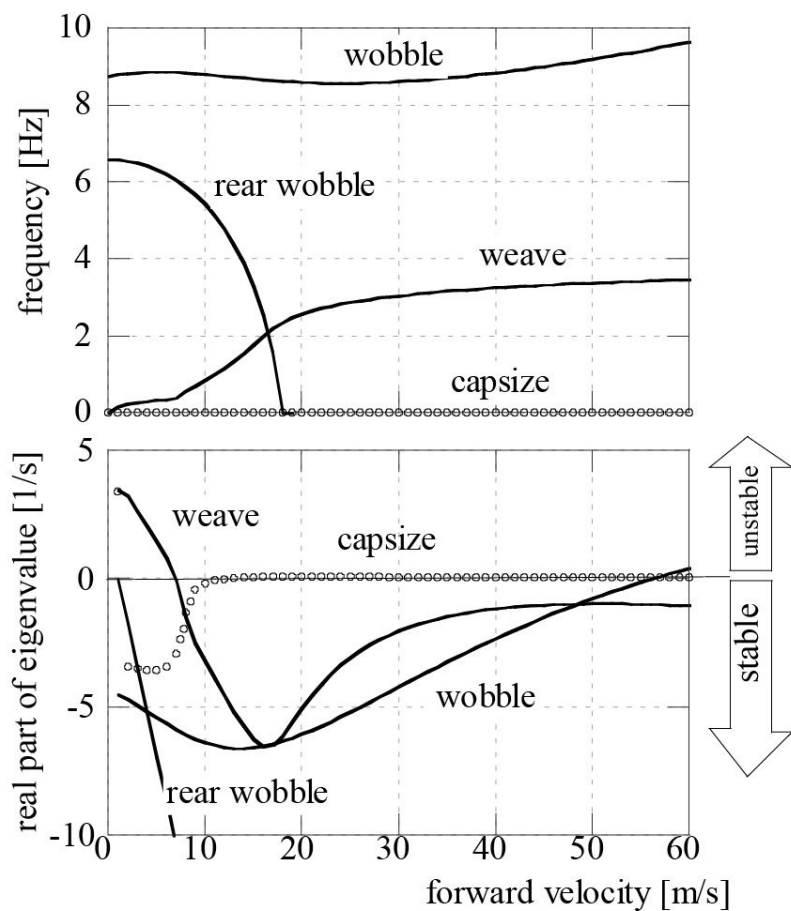 frequency [Hz]
10
8
6
4
2
0
wobble
rear wobble
weave
capsize
real part of eigenvalue [1/s]
5
0
-5
-10
weave
capsize
wobble
rear wobble
unstable
stable
0 10 20 30 40 50 60
forward velocity [m/s]